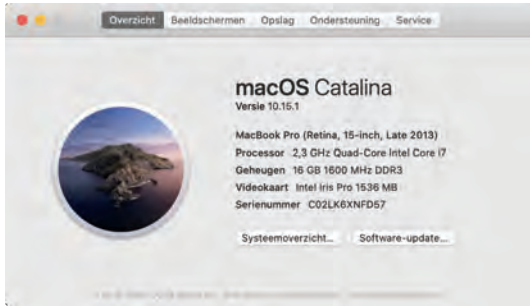 Overzicht Beeldschermen Opslag Ondersteuning Service
macOS Catalina
Versie 10.15.1
MacBook Pro (Retina, 15-inch, Late 2013)
Processor 2,3 GHz Quad-Core Intel Core i7
Geheugen 16 GB 1600 MHz DDR3
Videokaart Intel Iris Pro 1536 MB
Serienummer C02LK6XNFD57
Systeemoverzicht... Software-update...